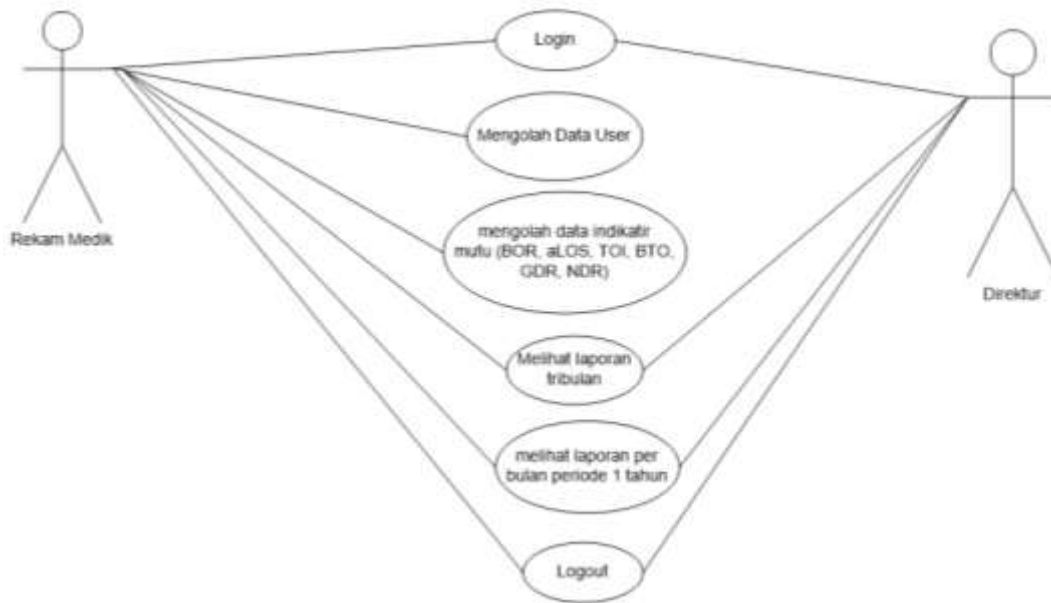 Login
Mengolah Data User
Rekam Medik
mengolah data indikatir
mutu (BOR, aLOS, TOI, BTO,
GDR, NDR)
Direktur
Melihat laporan
tribulan
melihat laporan per
bulan periode 1 tahun
Logout